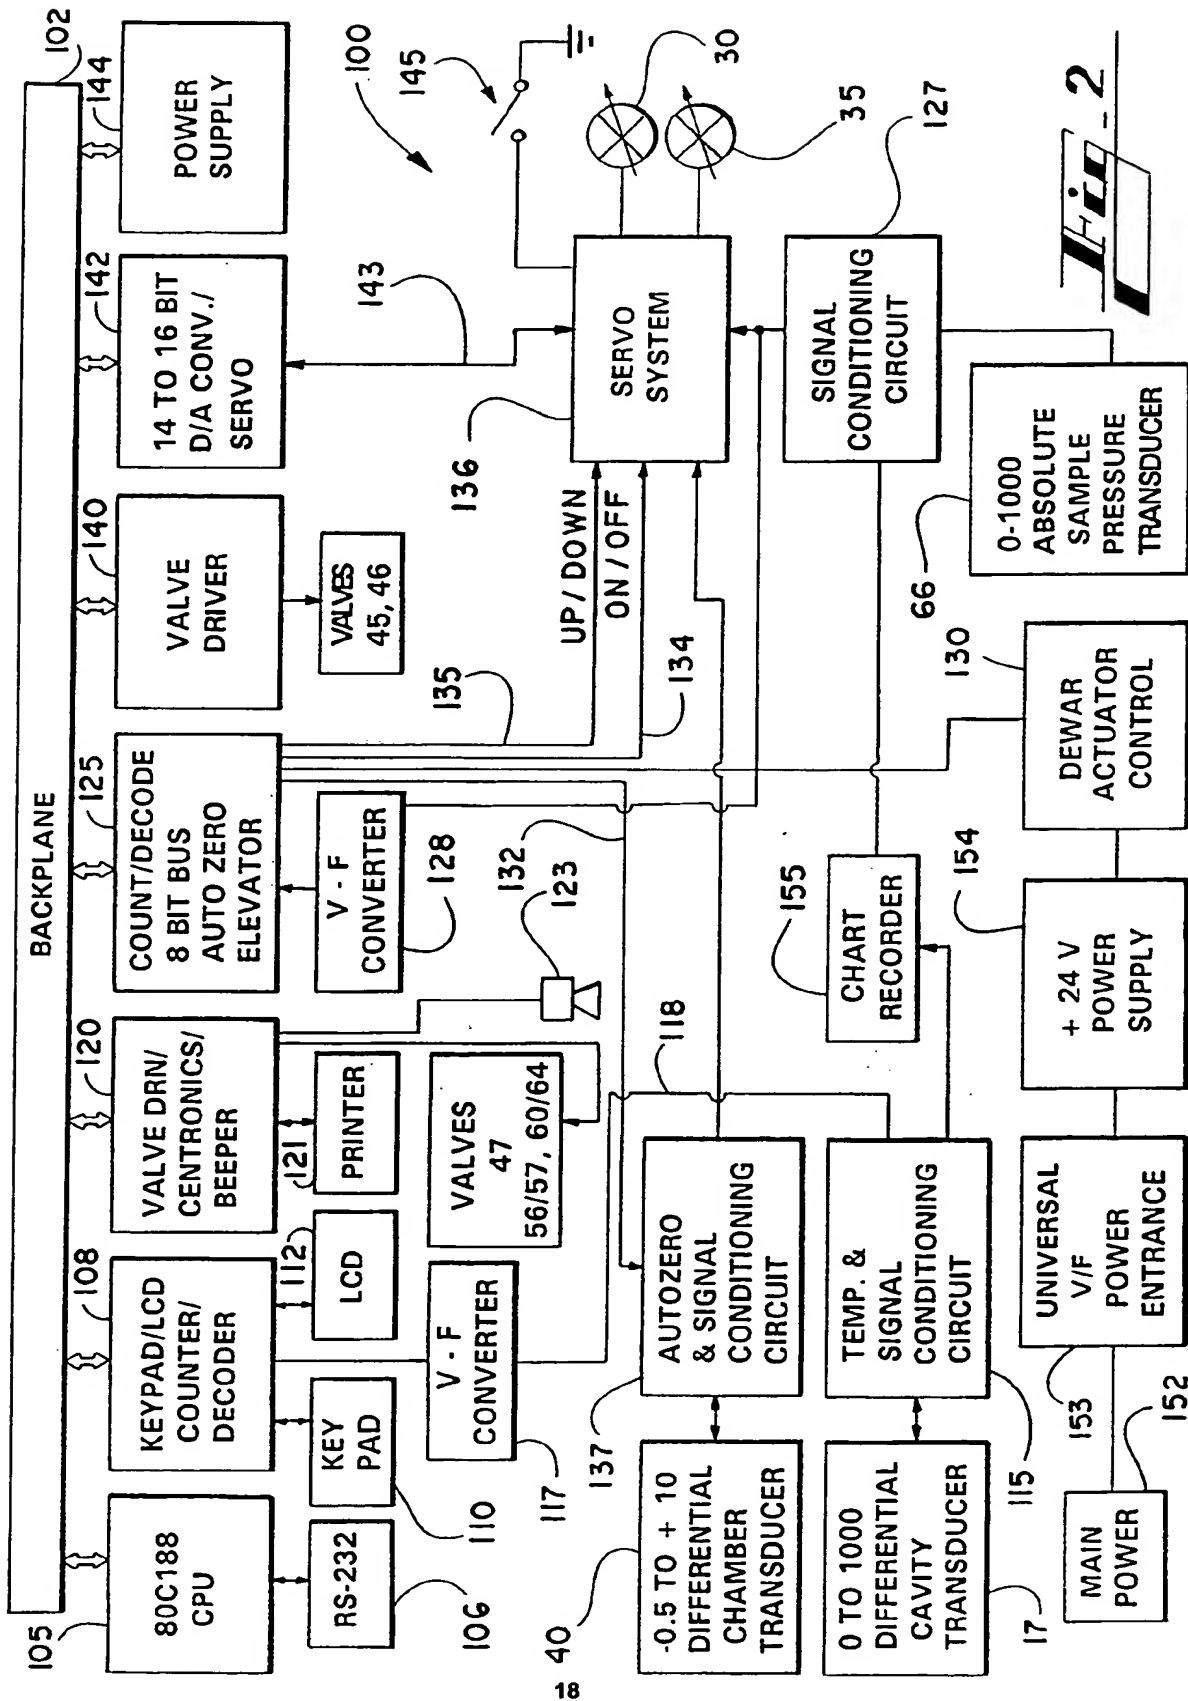 BACKPLANE
102
105
80C188
CPU
RS-232
106
108
KEYPAD/LCD
COUNTER/
DECODER
KEY
PAD
110
112
LCD
V - F
CONVERTER
117
120
VALVE DRN/
CENTRONICS/
BEEPER
121
PRINTER
VALVES
47
56/57, 60/64
123
125
COUNT/DECODE
8 BIT BUS
AUTO ZERO
ELEVATOR
V - F
CONVERTER
128
132
140
VALVE
DRIVER
VALVES
45, 46
135
134
UP / DOWN
ON / OFF
142
14 TO 16 BIT
D/A CONV./
SERVO
143
144
POWER
SUPPLY
100
145
136
SERVO
SYSTEM
30
35
127
SIGNAL
CONDITIONING
CIRCUIT
40
-0.5 TO + 10
DIFFERENTIAL
CHAMBER
TRANSDUCER
137
AUTOZERO
& SIGNAL
CONDITIONING
CIRCUIT
118
17
0 TO 1000
DIFFERENTIAL
CAVITY
TRANSDUCER
115
TEMP. &
SIGNAL
CONDITIONING
CIRCUIT
155
CHART
RECORDER
66
0-1000
ABSOLUTE
SAMPLE
PRESSURE
TRANSDUCER
MAIN
POWER
152
153
UNIVERSAL
V/F
POWER
ENTRANCE
154
+ 24 V
POWER
SUPPLY
130
DEWAR
ACTUATOR
CONTROL
Fig-2
18